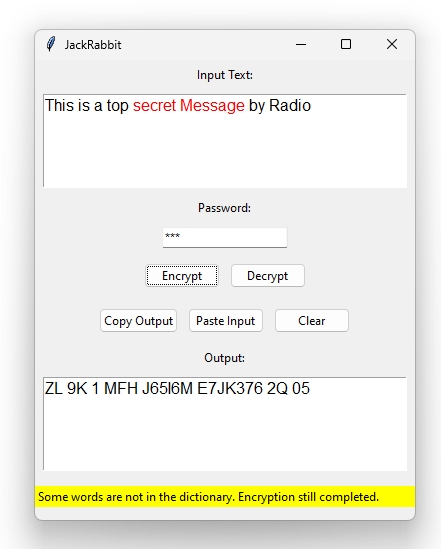 JackRabbit
Input Text:
This is a top secret Message by Radio
Password:
***
Encrypt Decrypt
Copy Output Paste Input Clear
Output:
ZL 9K 1 MFH J65I6M E7JK376 2Q 05
Some words are not in the dictionary. Encryption still completed.